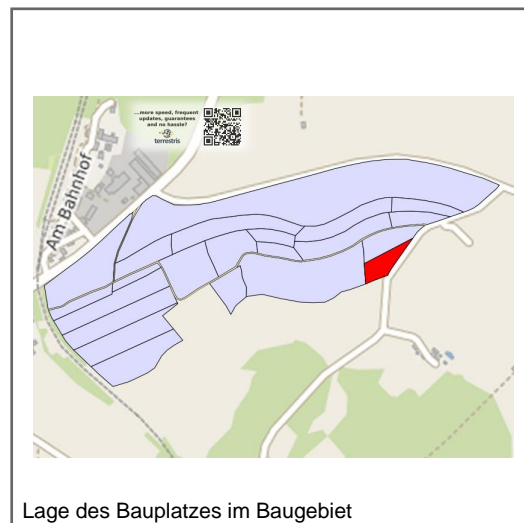 ...more speed, frequent
updates, guarantees
and no hassle?
terrestris
Am Bahnhof
Lage des Bauplatzes im Baugebiet